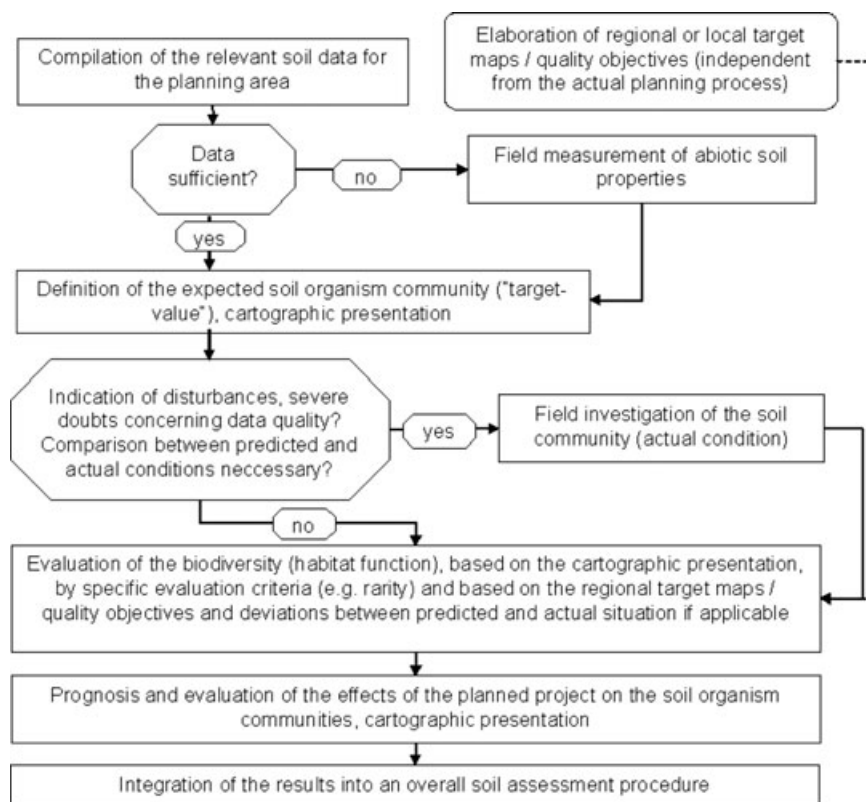 Compilation of the relevant soil data for
the planning area
Elaboration of regional or local target
maps / quality objectives (independent
from the actual planning process)
Data
sufficient?
no
Field measurement of abiotic soil
properties
yes
Definition of the expected soil organism community ("target-
value"), cartographic presentation
Indication of disturbances, severe
doubts concerning data quality?
Comparison between predicted and
actual conditions neccessary?
yes
Field investigation of the soil
community (actual condition)
no
Evaluation of the biodiversity (habitat function), based on the cartographic presentation,
by specific evaluation criteria (e.g. rarity) and based on the regional target maps /
quality objectives and deviations between predicted and actual situation if applicable
Prognosis and evaluation of the effects of the planned project on the soil organism
communities, cartographic presentation
Integration of the results into an overall soil assessment procedure